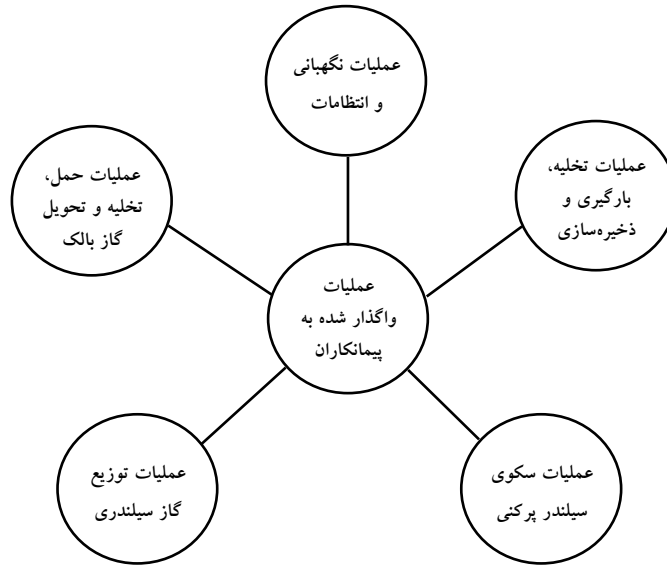 عملیات نگهبانی
و انتظامات
عملیات تخلیه،
بارگیری و
ذخیره‌سازی
عملیات حمل،
تخلیه و تحویل
گاز بالک
عملیات
واگذار شده به
پیمانکاران
عملیات سکوی
سیلندر پرکنی
عملیات توزیع
گاز سیلندری